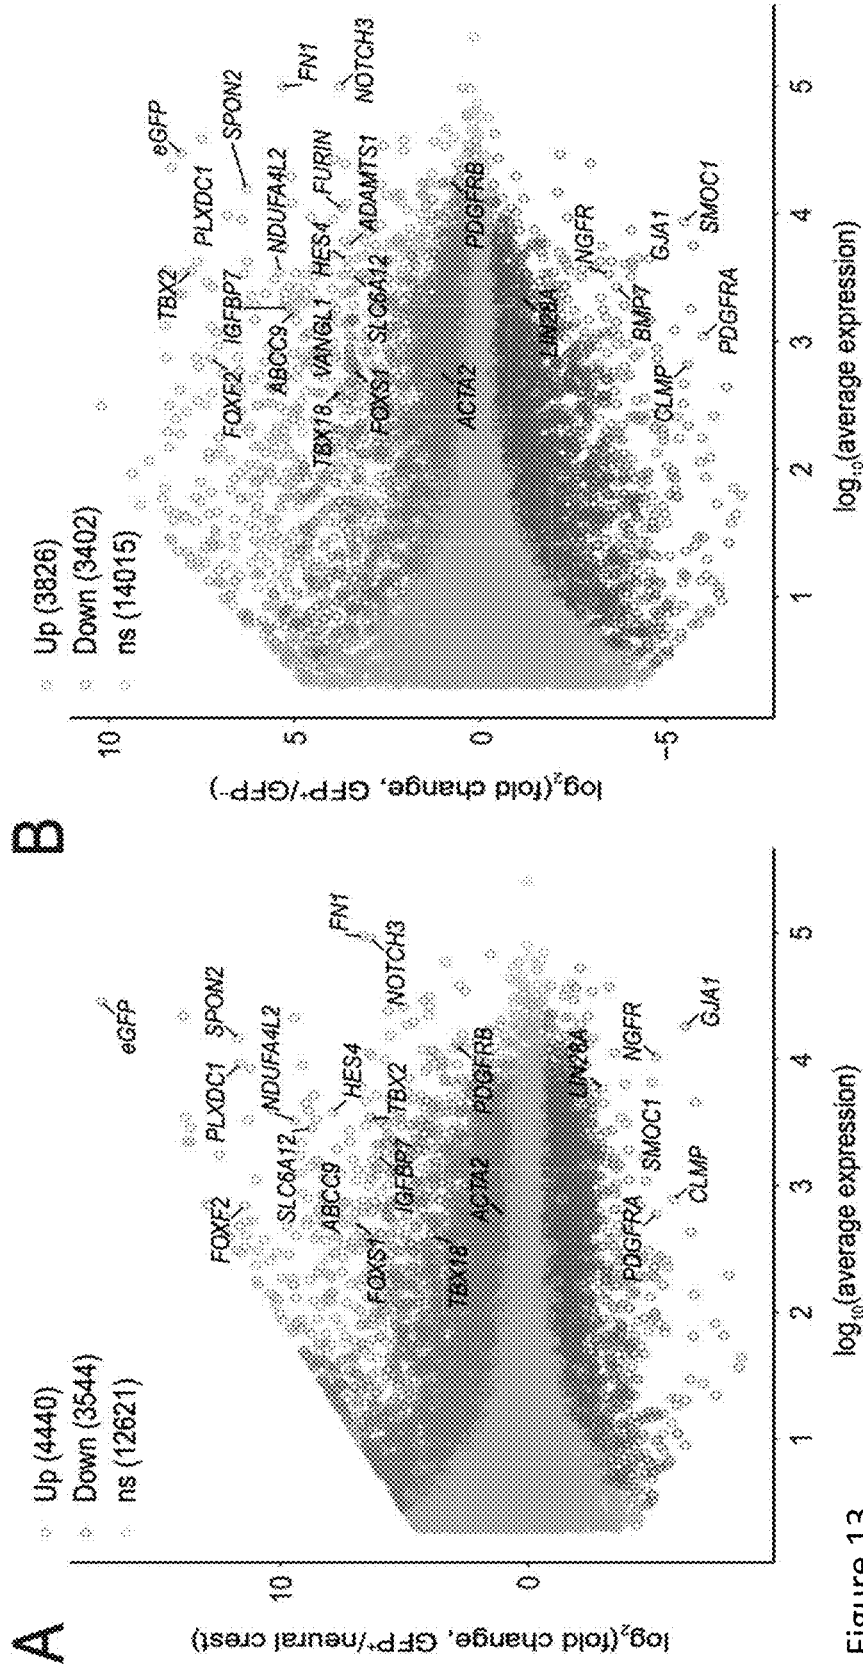 A
Up (4440)
Down (3544)
ns (12621)
log₂(fold change, GFP⁺/neural crest)
10
0
eGFP
SPON2
PLXDC1
FOXF2
NDUFA4L2
SLC6A12
ABCC9
HES4
FN1
NOTCH3
TBX2
IGFBP7
FOXS1
TBX18
ACTA2
PDGFRB
LIN28A
NGFR
GJA1
SMOC1
PDGFRA
CLMP
1
2
3
4
5
log₁₀(average expression)
B
Up (3826)
Down (3402)
ns (14015)
log₂(fold change, GFP⁺/GFP⁻)
10
5
0
-5
eGFP
TBX2
PLXDC1
SPON2
FOXF2
IGFBP7
NDUFA4L2
FN1
ABCC9
VANGL1
HES4
FURIN
NOTCH3
TBX18
FOXS1
SLC6A12
ADAMTS1
ACTA2
PDGFRB
LIN28A
NGFR
BMP7
GJA1
CLMP
SMOC1
PDGFRA
1
2
3
4
5
log₁₀(average expression)
Figure 13